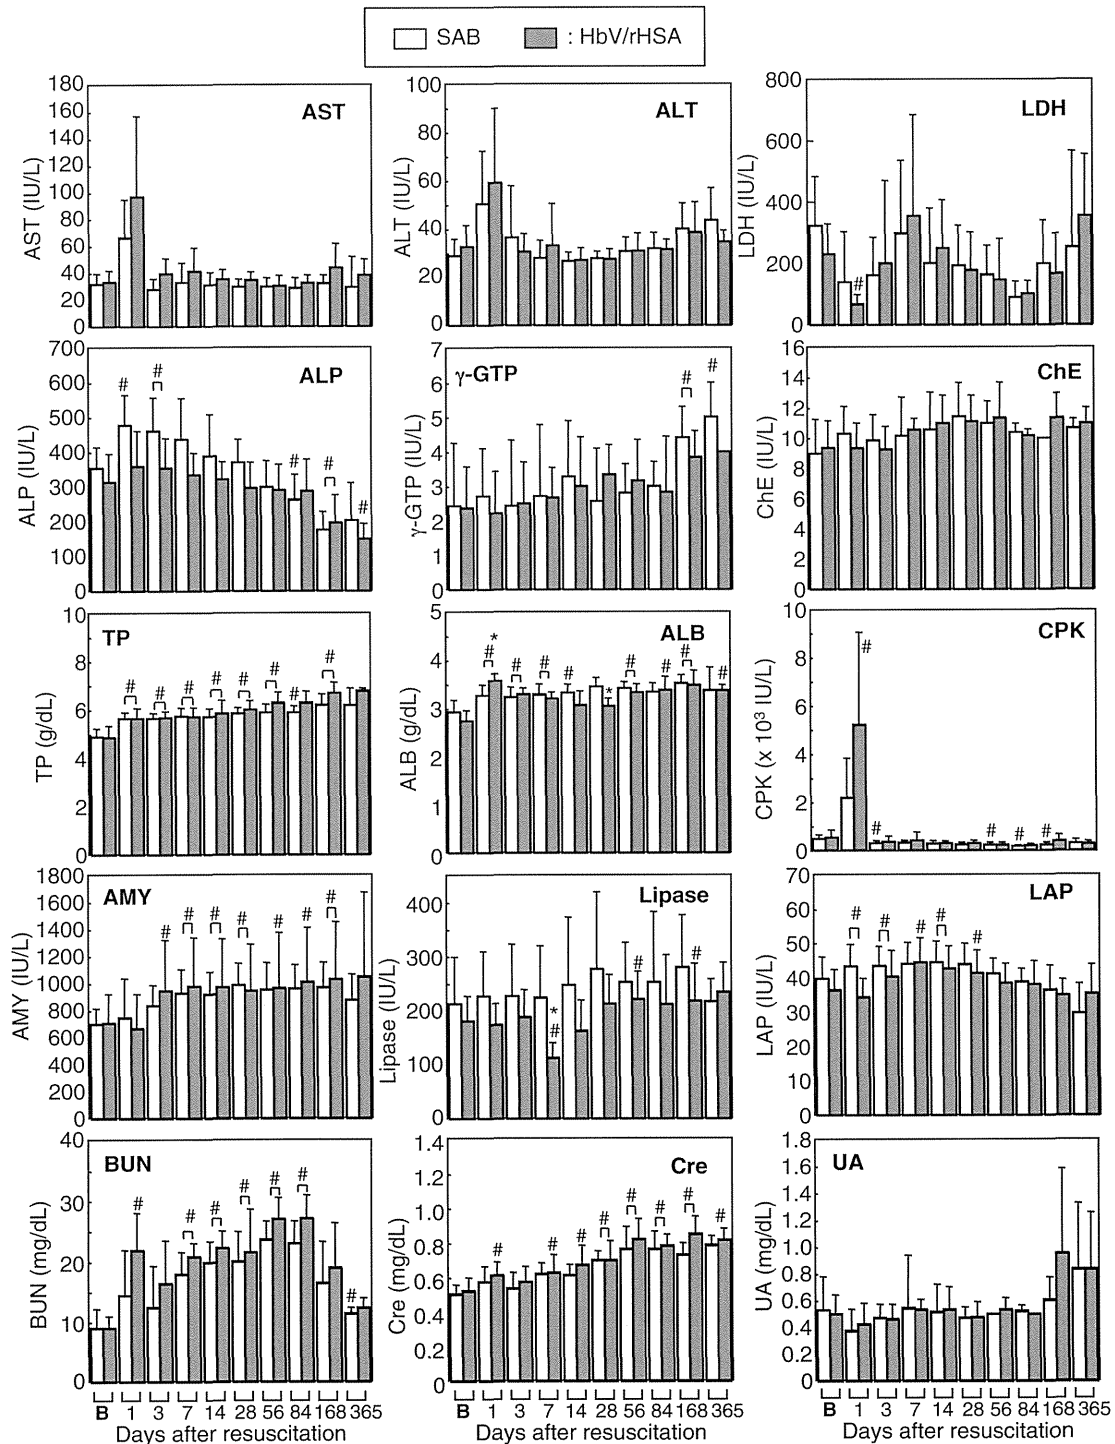 SAB : HbV/rHSA
AST
AST (IU/L)
180
160
140
120
100
80
60
40
20
0
ALT
ALT (IU/L)
100
80
60
40
20
0
LDH
LDH (IU/L)
800
600
400
200
0
#
ALP
ALP (IU/L)
700
600
500
400
300
200
100
0
# # # # #
γ-GTP
γ-GTP (IU/L)
7
6
5
4
3
2
1
0
# #
ChE
ChE (IU/L)
16
14
12
10
8
6
4
2
0
TP
TP (g/dL)
10
8
6
4
2
0
# # # # # # # #
ALB
ALB (g/dL)
5
4
3
2
1
0
*
# # # # * # # # #
CPK
CPK (x 10³ IU/L)
10
8
6
4
2
0
# # # # #
AMY
AMY (IU/L)
1800
1600
1400
1200
1000
800
600
400
200
0
# # # # # # #
Lipase
Lipase (IU/L)
400
300
200
100
0
*
# # #
LAP
LAP (IU/L)
70
60
50
40
30
20
10
0
# # # # #
BUN
BUN (mg/dL)
40
30
20
10
0
# # # # # # #
B 1 3 7 14 28 56 84 168 365
Days after resuscitation
Cre
Cre (mg/dL)
1.4
1.2
1.0
0.8
0.6
0.4
0.2
0
# # # # # # # #
B 1 3 7 14 28 56 84 168 365
Days after resuscitation
UA
UA (mg/dL)
1.8
1.6
1.4
1.2
1.0
0.8
0.6
0.4
0.2
0
B 1 3 7 14 28 56 84 168 365
Days after resuscitation